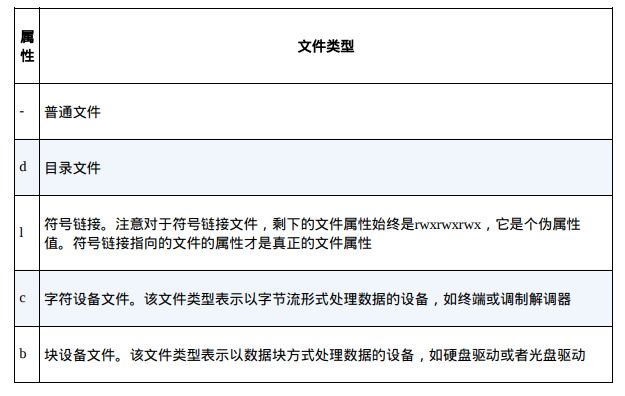 属
性
文件类型
-
普通文件
d
目录文件
l
符号链接。注意对于符号链接文件，剩下的文件属性始终是rwxrwxrwx，它是个伪属性
值。符号链接指向的文件的属性才是真正的文件属性
c
字符设备文件。该文件类型表示以字节流形式处理数据的设备，如终端或调制解调器
b
块设备文件。该文件类型表示以数据块方式处理数据的设备，如硬盘驱动或者光盘驱动